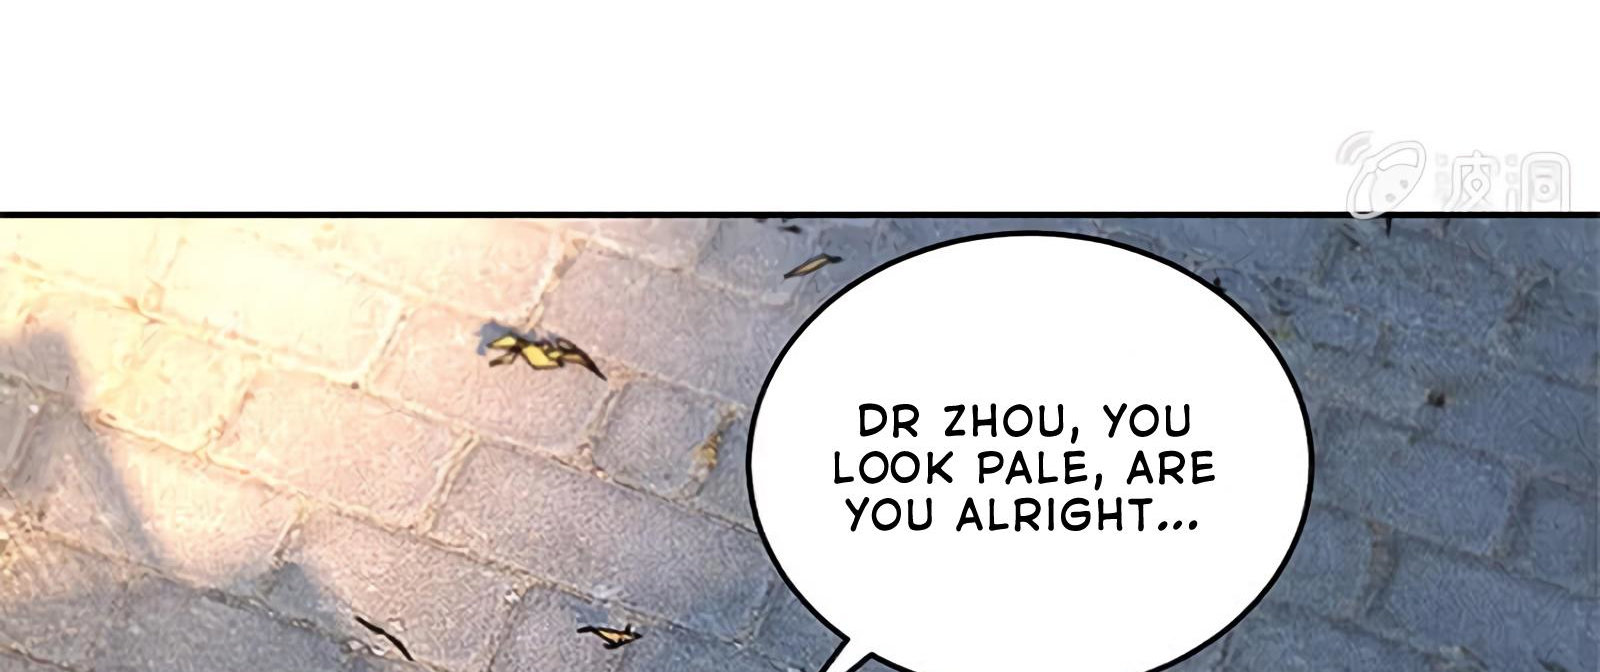 波洞
DR ZHOU, YOU
LOOK PALE, ARE
YOU ALRIGHT...